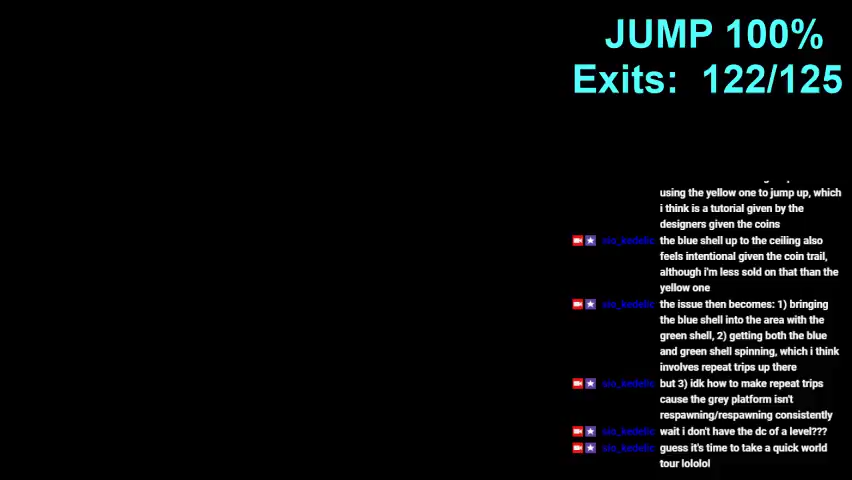 JUMP 100%
Exits: 122/125
using the yellow one to jump up, which
i think is a tutorial given by the
designers given the coins
sio_kedelic the blue shell up to the ceiling also
feels intentional given the coin trail,
although i'm less sold on that than the
yellow one
sio_kedelic the issue then becomes: 1) bringing
the blue shell into the area with the
green shell, 2) getting both the blue
and green shell spinning, which i think
involves repeat trips up there
sio_kedelic but 3) idk how to make repeat trips
cause the grey platform isn't
respawning/respawning consistently
sio_kedelic wait i don't have the dc of a level???
sio_kedelic guess it's time to take a quick world
tour lololol